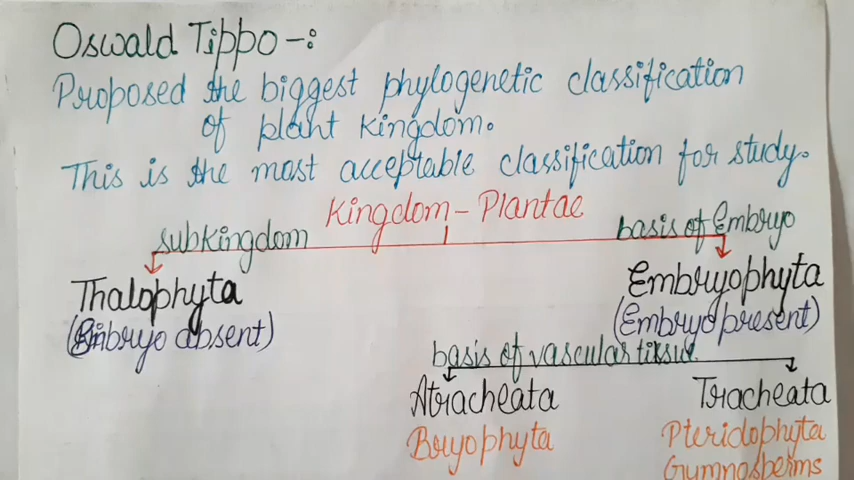 Oswald Tippo -:
Proposed the biggest phylogenetic classification
of plant kingdom.
This is the most acceptable classification for study.
Kingdom - Plantae
subkingdom
basis of Embryo
Thalophyta
Embryophyta
(Embryo absent)
(Embryo present)
basis of vascular tissue
Atracheata
Tracheata
Bryophyta
Pteridophyta
Gymnosperms